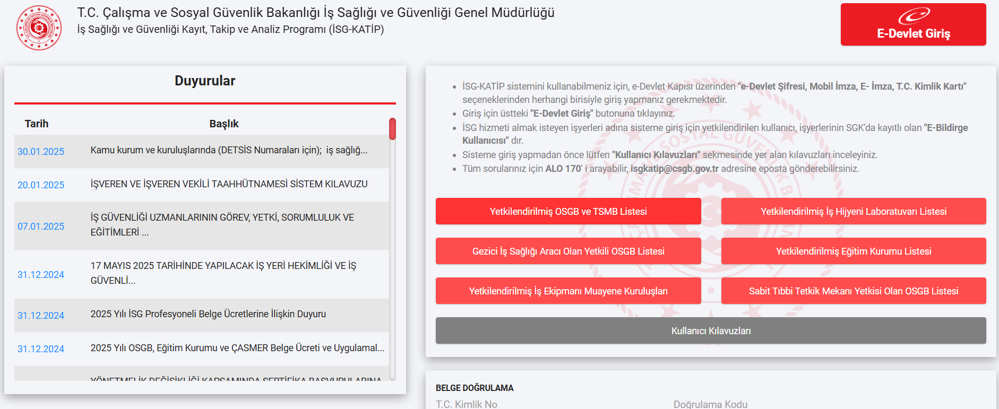 T.C. Çalışma ve Sosyal Güvenlik Bakanlığı İş Sağlığı ve Güvenliği Genel Müdürlüğü
İş Sağlığı ve Güvenliği Kayıt, Takip ve Analiz Programı (İSG-KATİP)
E-Devlet Giriş
Duyurular
Tarih Başlık
30.01.2025 Kamu kurum ve kuruluşlarında (DETSİS Numaraları için); iş sağlığ...
20.01.2025 İŞVEREN VE İŞVEREN VEKİLİ TAAHHÜTNAMESİ SİSTEM KILAVUZU
07.01.2025 İŞ GÜVENLİĞİ UZMANLARININ GÖREV, YETKİ, SORUMLULUK VE
EĞİTİMLERİ ...
31.12.2024 17 MAYIS 2025 TARİHİNDE YAPILACAK İŞ YERİ HEKİMLİĞİ VE İŞ
GÜVENLİ...
31.12.2024 2025 Yılı İSG Profesyoneli Belge Ücretlerine İlişkin Duyuru
31.12.2024 2025 Yılı OSGB, Eğitim Kurumu ve ÇASMER Belge Ücreti ve Uygulamal...
YÖNETMELİK DEĞİŞİKLİĞİ KAPSAMINDA SERTİFİKA BAŞVURULARINA
• İSG-KATİP sistemini kullanabilmeniz için, e-Devlet Kapısı üzerinden "e-Devlet Şifresi, Mobil İmza, E- İmza, T.C. Kimlik Kartı"
seçeneklerinden herhangi birisiyle giriş yapmanız gerekmektedir.
• Giriş için üstteki "E-Devlet Giriş" butonuna tıklayınız.
• İSG hizmeti almak isteyen işyerleri adına sisteme giriş için yetkilendirilen kullanıcı, işyerlerinin SGK'da kayıtlı olan "E-Bildirge
Kullanıcısı" dır.
• Sisteme giriş yapmadan önce lütfen "Kullanıcı Kılavuzları" sekmesinde yer alan kılavuzları inceleyiniz.
• Tüm sorularınız için ALO 170' i arayabilir, isgkatip@csgb.gov.tr adresine eposta gönderebilirsiniz.
Yetkilendirilmiş OSGB ve TSMB Listesi
Yetkilendirilmiş İş Hijyeni Laboratuvarı Listesi
Gezici İş Sağlığı Aracı Olan Yetkili OSGB Listesi
Yetkilendirilmiş Eğitim Kurumu Listesi
Yetkilendirilmiş İş Ekipmanı Muayene Kuruluşları
Sabit Tıbbi Tetkik Mekanı Yetkisi Olan OSGB Listesi
Kullanıcı Kılavuzları
BELGE DOĞRULAMA
T.C. Kimlik No Doğrulama Kodu